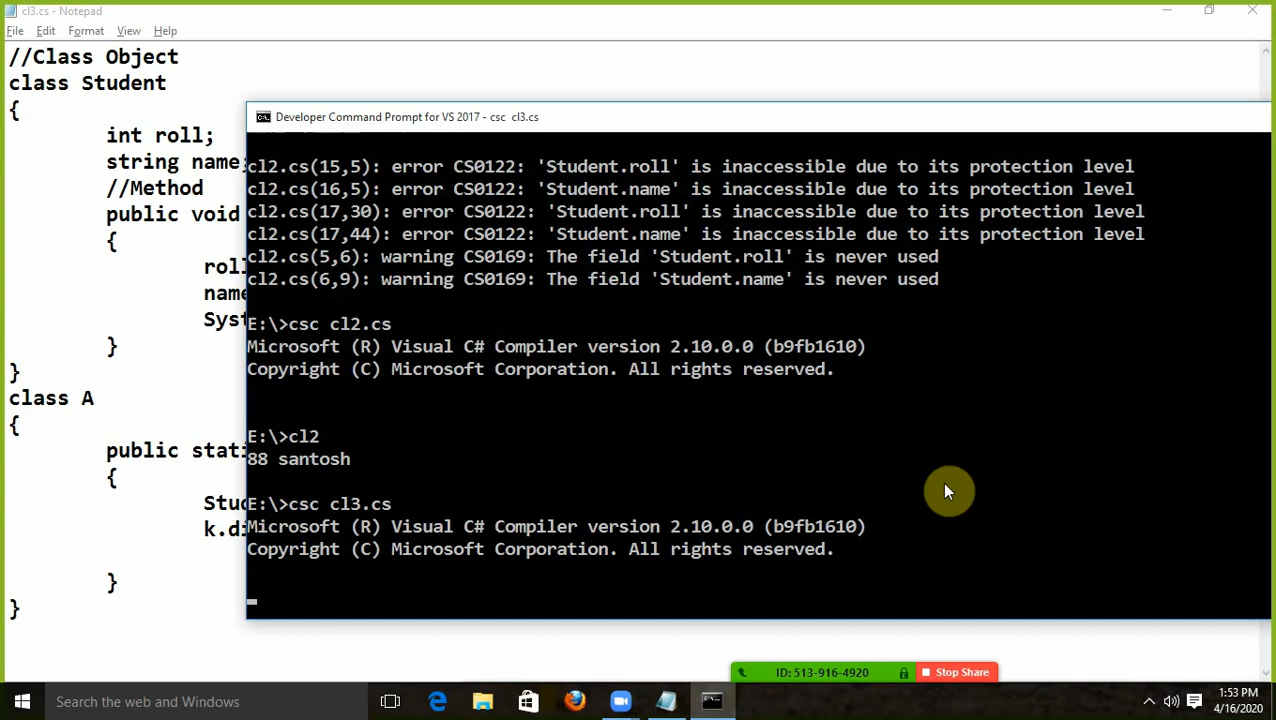 cl3.cs - Notepad
File Edit Format View Help
//Class Object
class Student
{
int roll;
string name;
//Method
public void
{
roll
name
Syst
}
}
class A
{
public stati
{
Stud
k.di
}
}
Developer Command Prompt for VS 2017 - csc  cl3.cs
cl2.cs(15,5): error CS0122: 'Student.roll' is inaccessible due to its protection level
cl2.cs(16,5): error CS0122: 'Student.name' is inaccessible due to its protection level
cl2.cs(17,30): error CS0122: 'Student.roll' is inaccessible due to its protection level
cl2.cs(17,44): error CS0122: 'Student.name' is inaccessible due to its protection level
cl2.cs(5,6): warning CS0169: The field 'Student.roll' is never used
cl2.cs(6,9): warning CS0169: The field 'Student.name' is never used
E:\>csc cl2.cs
Microsoft (R) Visual C# Compiler version 2.10.0.0 (b9fb1610)
Copyright (C) Microsoft Corporation. All rights reserved.
E:\>cl2
88 santosh
E:\>csc cl3.cs
Microsoft (R) Visual C# Compiler version 2.10.0.0 (b9fb1610)
Copyright (C) Microsoft Corporation. All rights reserved.
ID: 513-916-4920 Stop Share
Search the web and Windows
1:53 PM
4/16/2020